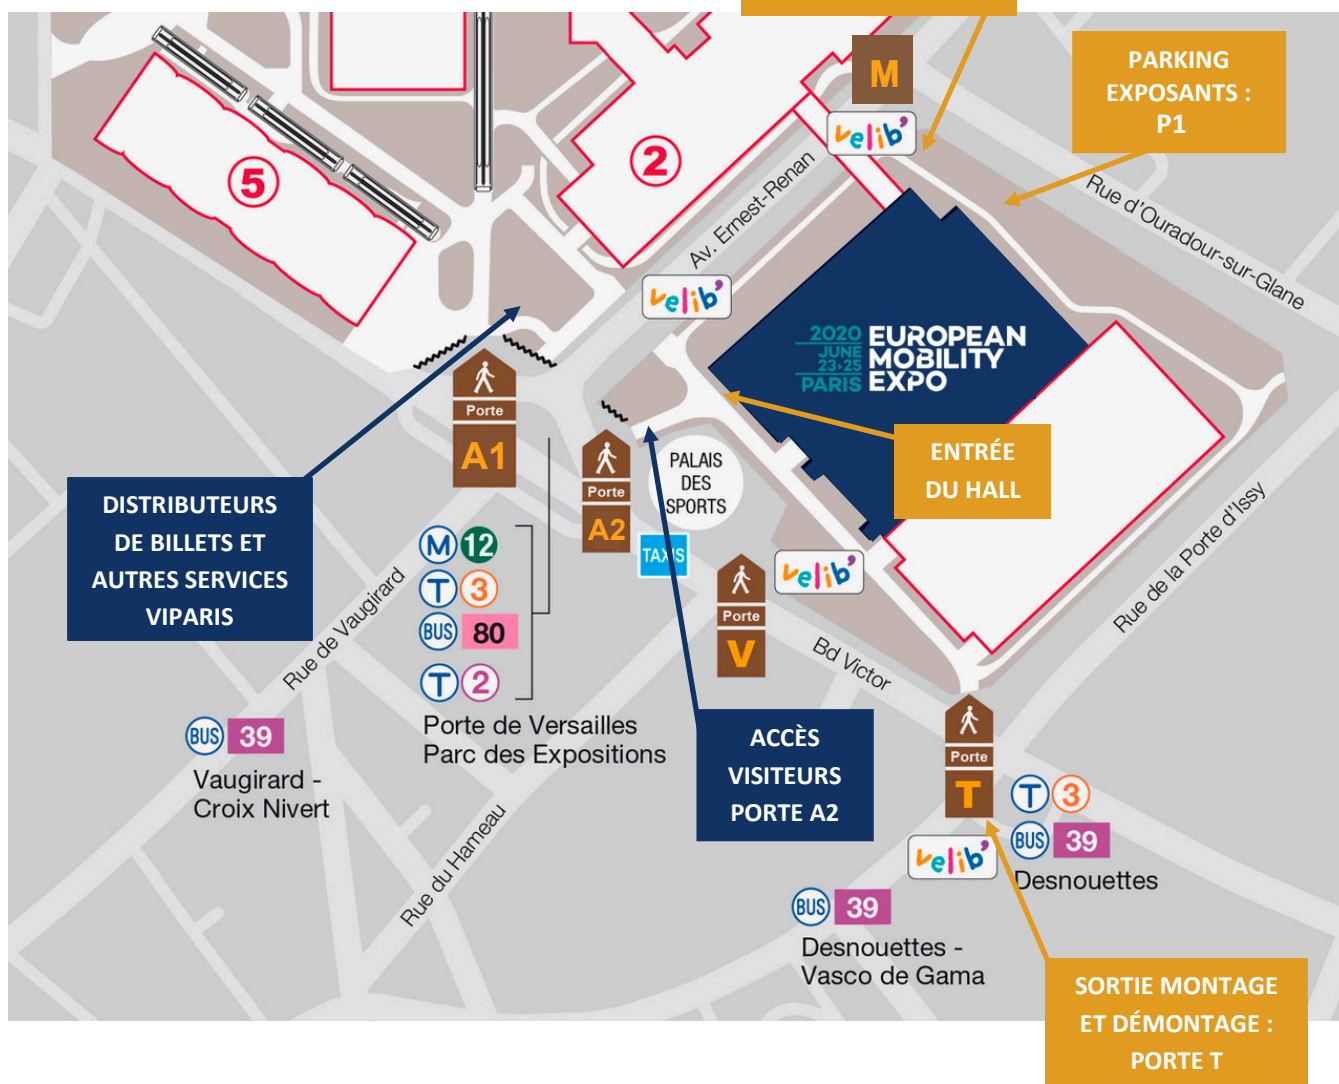 M
PARKING
EXPOSANTS :
P1
velib'
5
2
Av. Ernest-Renan
Rue d'Ouradour-sur-Glane
velib'
2020
JUNE
23>25
PARIS
EUROPEAN
MOBILITY
EXPO
Porte
A1
ENTRÉE
DU HALL
PALAIS
DES
SPORTS
Porte
A2
TAXIS
DISTRIBUTEURS
DE BILLETS ET
AUTRES SERVICES
VIPARIS
M 12
T 3
BUS 80
T 2
Porte de Versailles
Parc des Expositions
Rue de Vaugirard
velib'
Porte
V
Rue de la Porte d'Issy
Bd Victor
BUS 39
Vaugirard -
Croix Nivert
ACCÈS
VISITEURS
PORTE A2
Porte
T
T 3
BUS 39
Desnouettes
velib'
Rue du Hameau
BUS 39
Desnouettes -
Vasco de Gama
SORTIE MONTAGE
ET DÉMONTAGE :
PORTE T